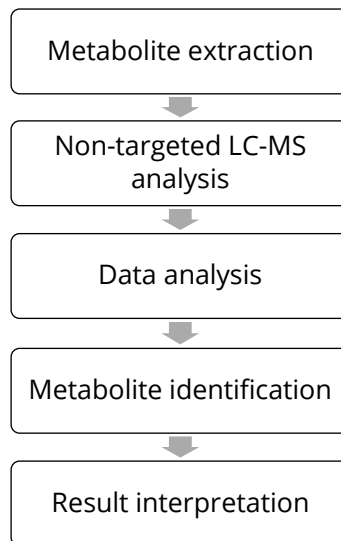 Metabolite extraction
Non-targeted LC-MS
analysis
Data analysis
Metabolite identification
Result interpretation